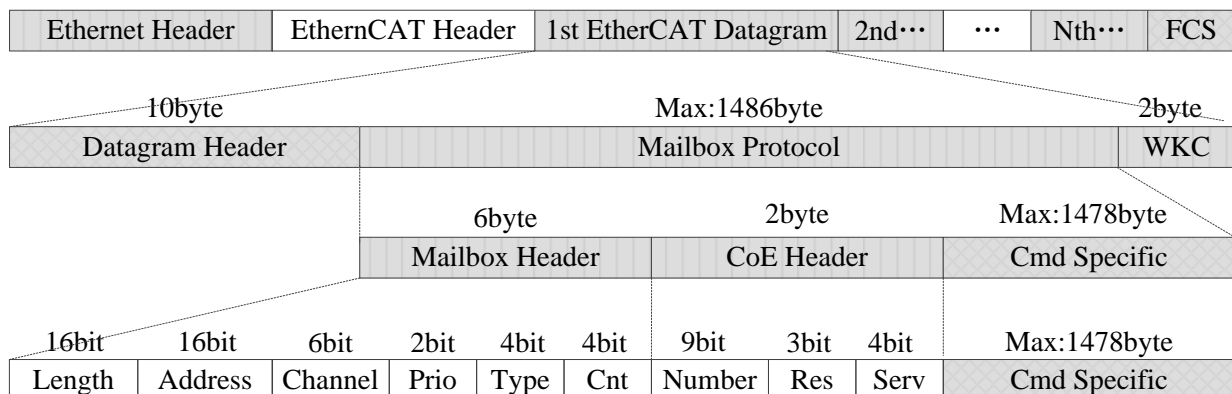 Ethernet Header EthernCAT Header 1st EtherCAT Datagram 2nd⋯ ⋯ Nth⋯ FCS
10byte Max:1486byte 2byte
Datagram Header Mailbox Protocol WKC
6byte 2byte Max:1478byte
Mailbox Header CoE Header Cmd Specific
16bit 16bit 6bit 2bit 4bit 4bit 9bit 3bit 4bit Max:1478byte
Length Address Channel Prio Type Cnt Number Res Serv Cmd Specific